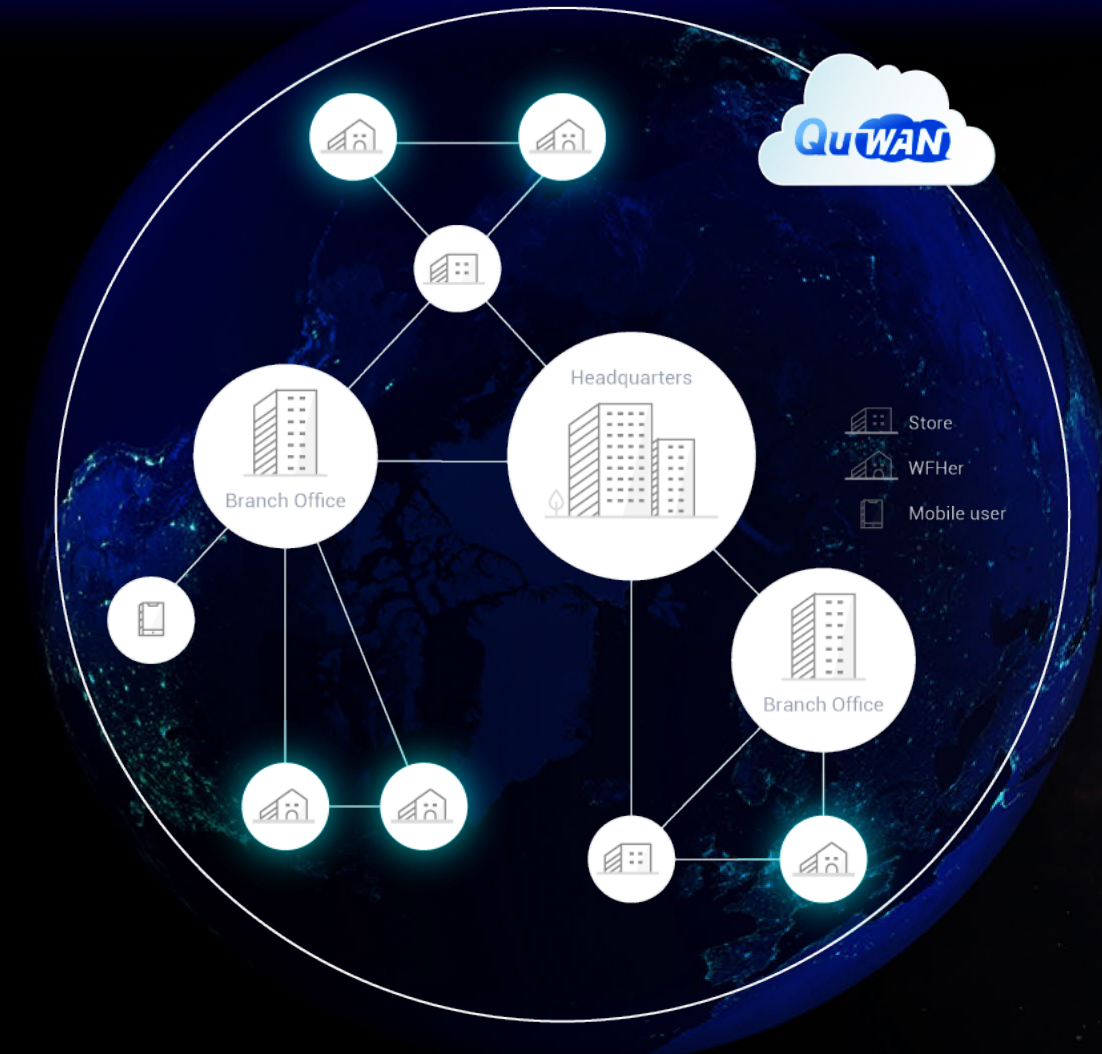 QuWAN
Headquarters
Branch Office
Store
WFHer
Mobile user
Branch Office